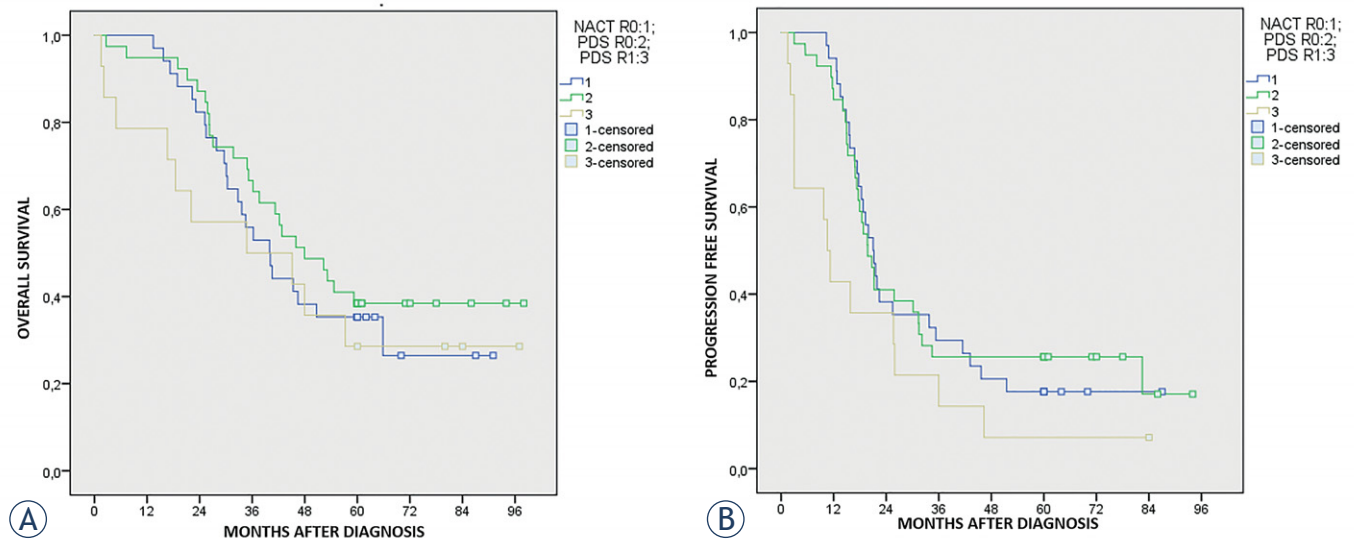 NACT R0:1;
PDS R0:2;
PDS R1:3
1
2
3
1-censored
2-censored
3-censored
1,0
0,8
0,6
0,4
0,2
0,0
OVERALL SURVIVAL
0 12 24 36 48 60 72 84 96
MONTHS AFTER DIAGNOSIS
A
NACT R0:1;
PDS R0:2;
PDS R1:3
1
2
3
1-censored
2-censored
3-censored
1,0
0,8
0,6
0,4
0,2
0,0
PROGRESSION FREE SURVIVAL
0 12 24 36 48 60 72 84 96
MONTHS AFTER DIAGNOSIS
B